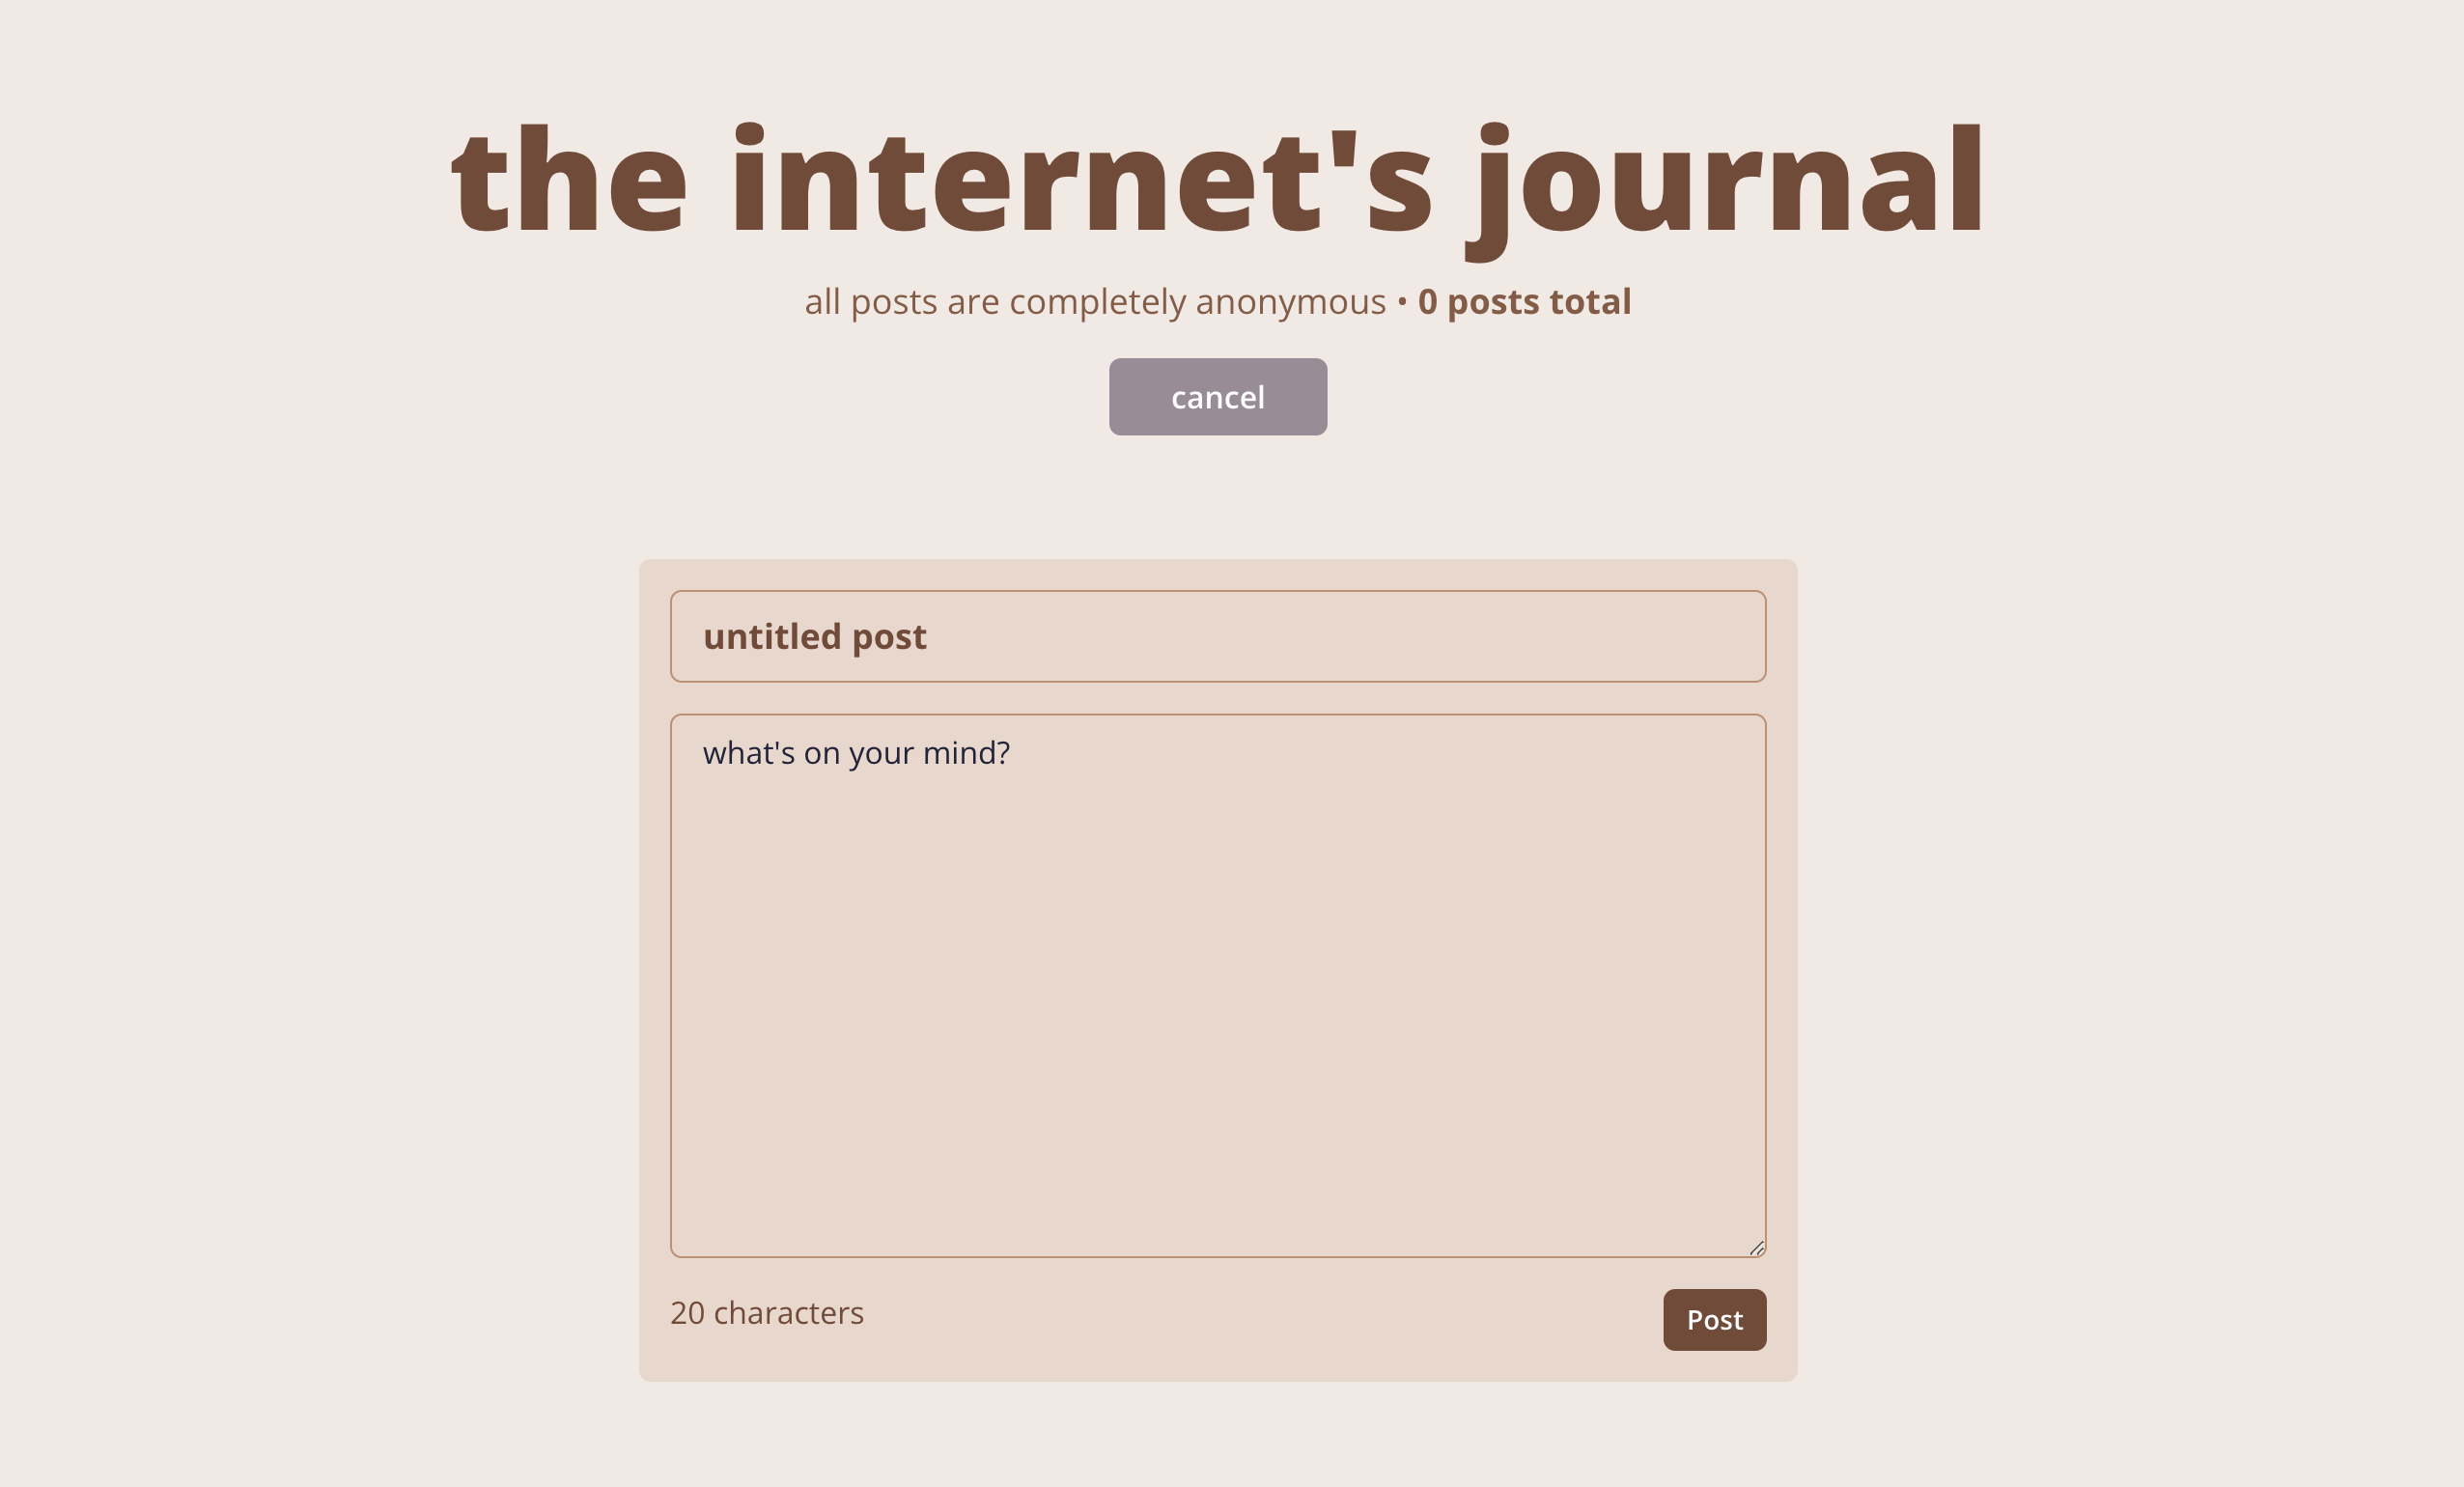 the internet's journal
all posts are completely anonymous • 0 posts total
cancel
untitled post
what's on your mind?
20 characters
Post